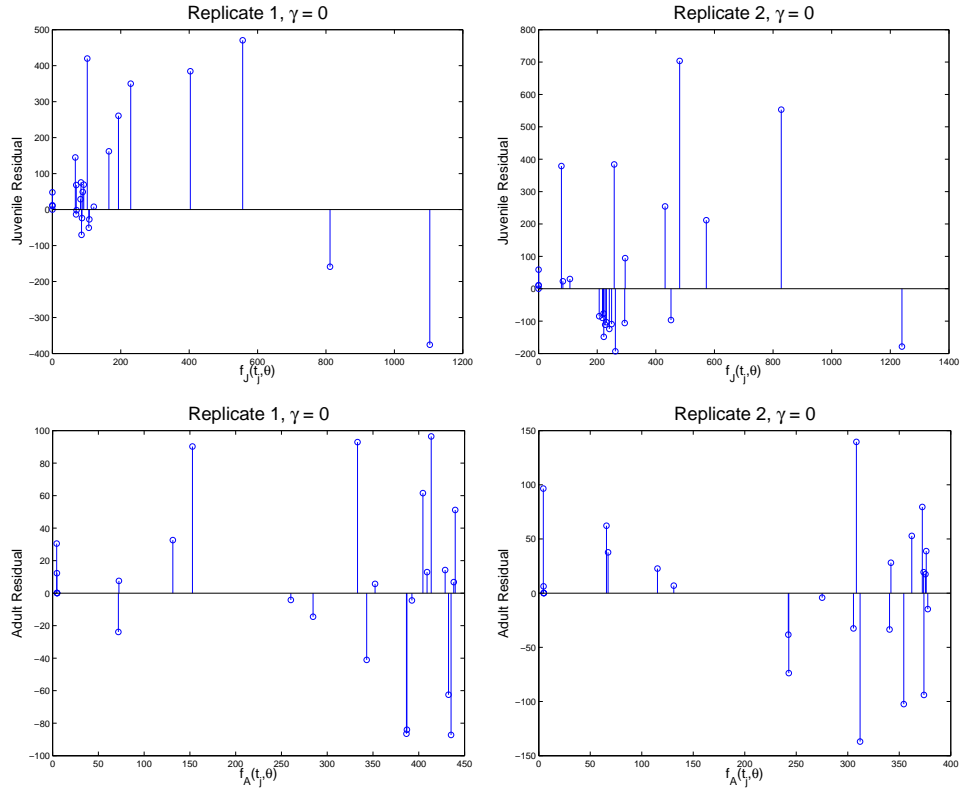 Replicate 1, γ = 0
500
400
300
200
100
0
−100
−200
−300
−400
Juvenile Residual
0 200 400 600 800 1000 1200
f_J(t_j,θ)
Replicate 2, γ = 0
800
700
600
500
400
300
200
100
0
−100
−200
Juvenile Residual
0 200 400 600 800 1000 1200 1400
f_J(t_j,θ)
Replicate 1, γ = 0
100
80
60
40
20
0
−20
−40
−60
−80
−100
Adult Residual
0 50 100 150 200 250 300 350 400 450
f_A(t_j,θ)
Replicate 2, γ = 0
150
100
50
0
−50
−100
−150
Adult Residual
0 50 100 150 200 250 300 350 400
f_A(t_j,θ)